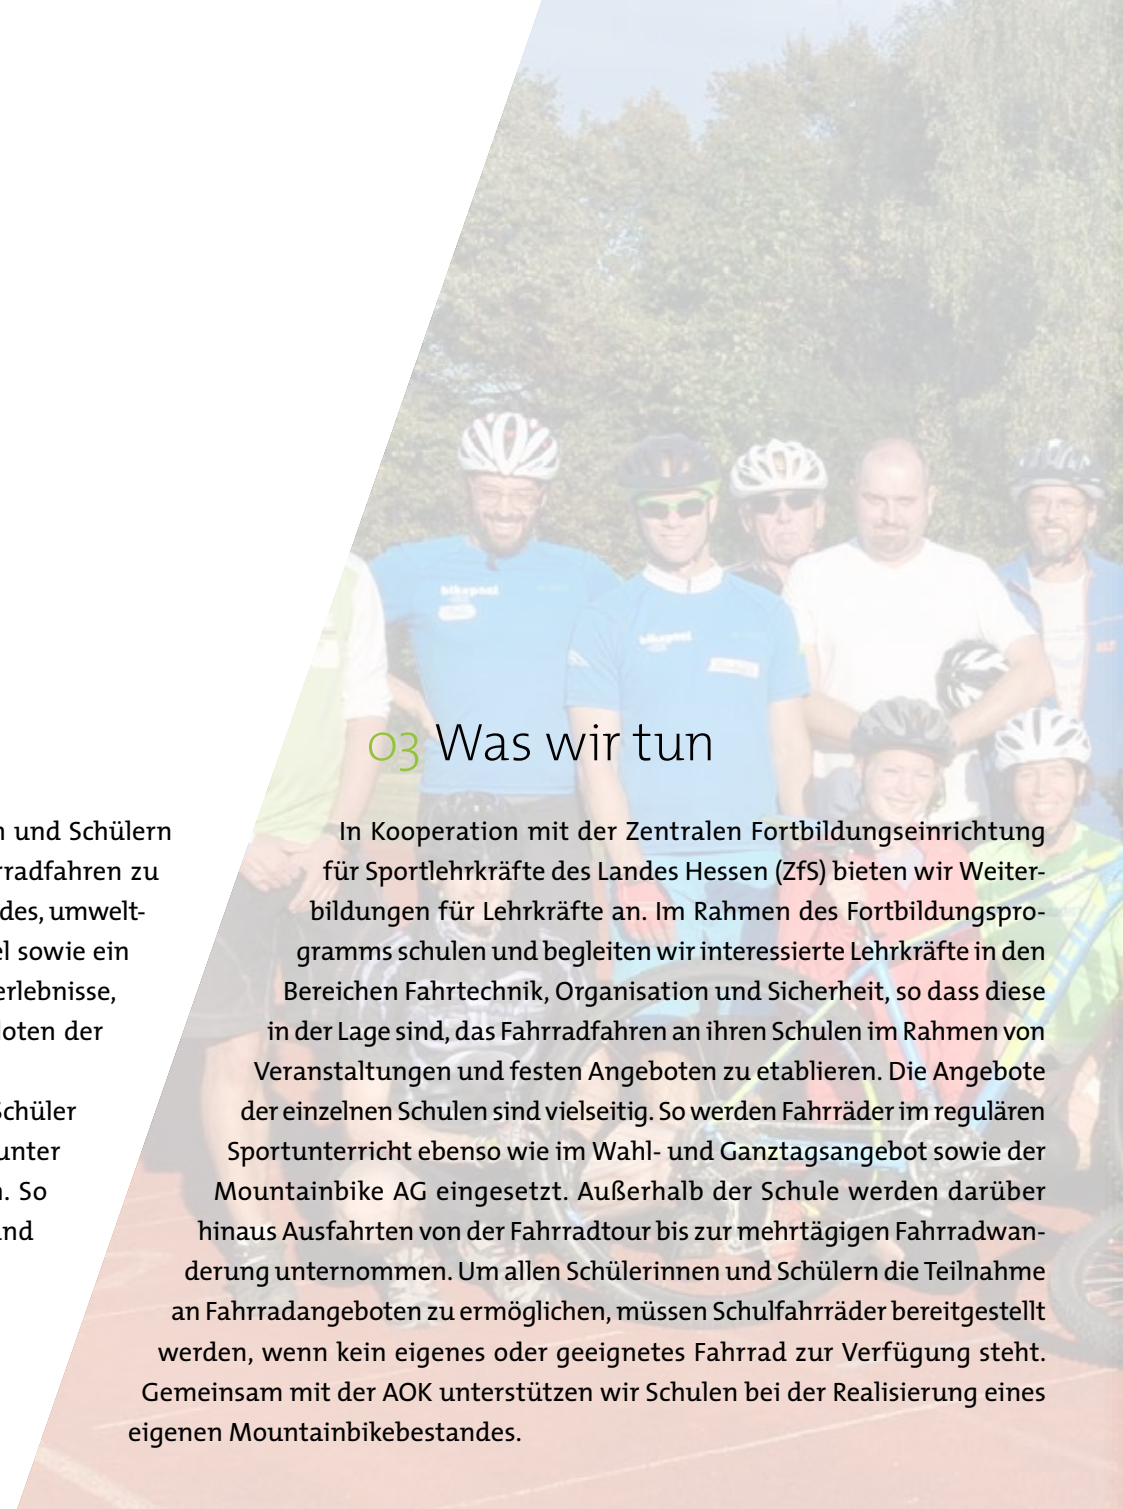 n und Schülern
rradfahren zu
des, umwelt-
el sowie ein
erlebnisse,
loten der
Schüler
unter
n. So
und
03 Was wir tun
In Kooperation mit der Zentralen Fortbildungseinrichtung
für Sportlehrkräfte des Landes Hessen (ZfS) bieten wir Weiter-
bildungen für Lehrkräfte an. Im Rahmen des Fortbildungspro-
gramms schulen und begleiten wir interessierte Lehrkräfte in den
Bereichen Fahrtechnik, Organisation und Sicherheit, so dass diese
in der Lage sind, das Fahrradfahren an ihren Schulen im Rahmen von
Veranstaltungen und festen Angeboten zu etablieren. Die Angebote
der einzelnen Schulen sind vielseitig. So werden Fahrräder im regulären
Sportunterricht ebenso wie im Wahl- und Ganztagsangebot sowie der
Mountainbike AG eingesetzt. Außerhalb der Schule werden darüber
hinaus Ausfahrten von der Fahrradtour bis zur mehrtägigen Fahrradwan-
derung unternommen. Um allen Schülerinnen und Schülern die Teilnahme
an Fahrradangeboten zu ermöglichen, müssen Schulfahrräder bereitgestellt
werden, wenn kein eigenes oder geeignetes Fahrrad zur Verfügung steht.
Gemeinsam mit der AOK unterstützen wir Schulen bei der Realisierung eines
eigenen Mountainbikebestandes.
bikepool
bikepool